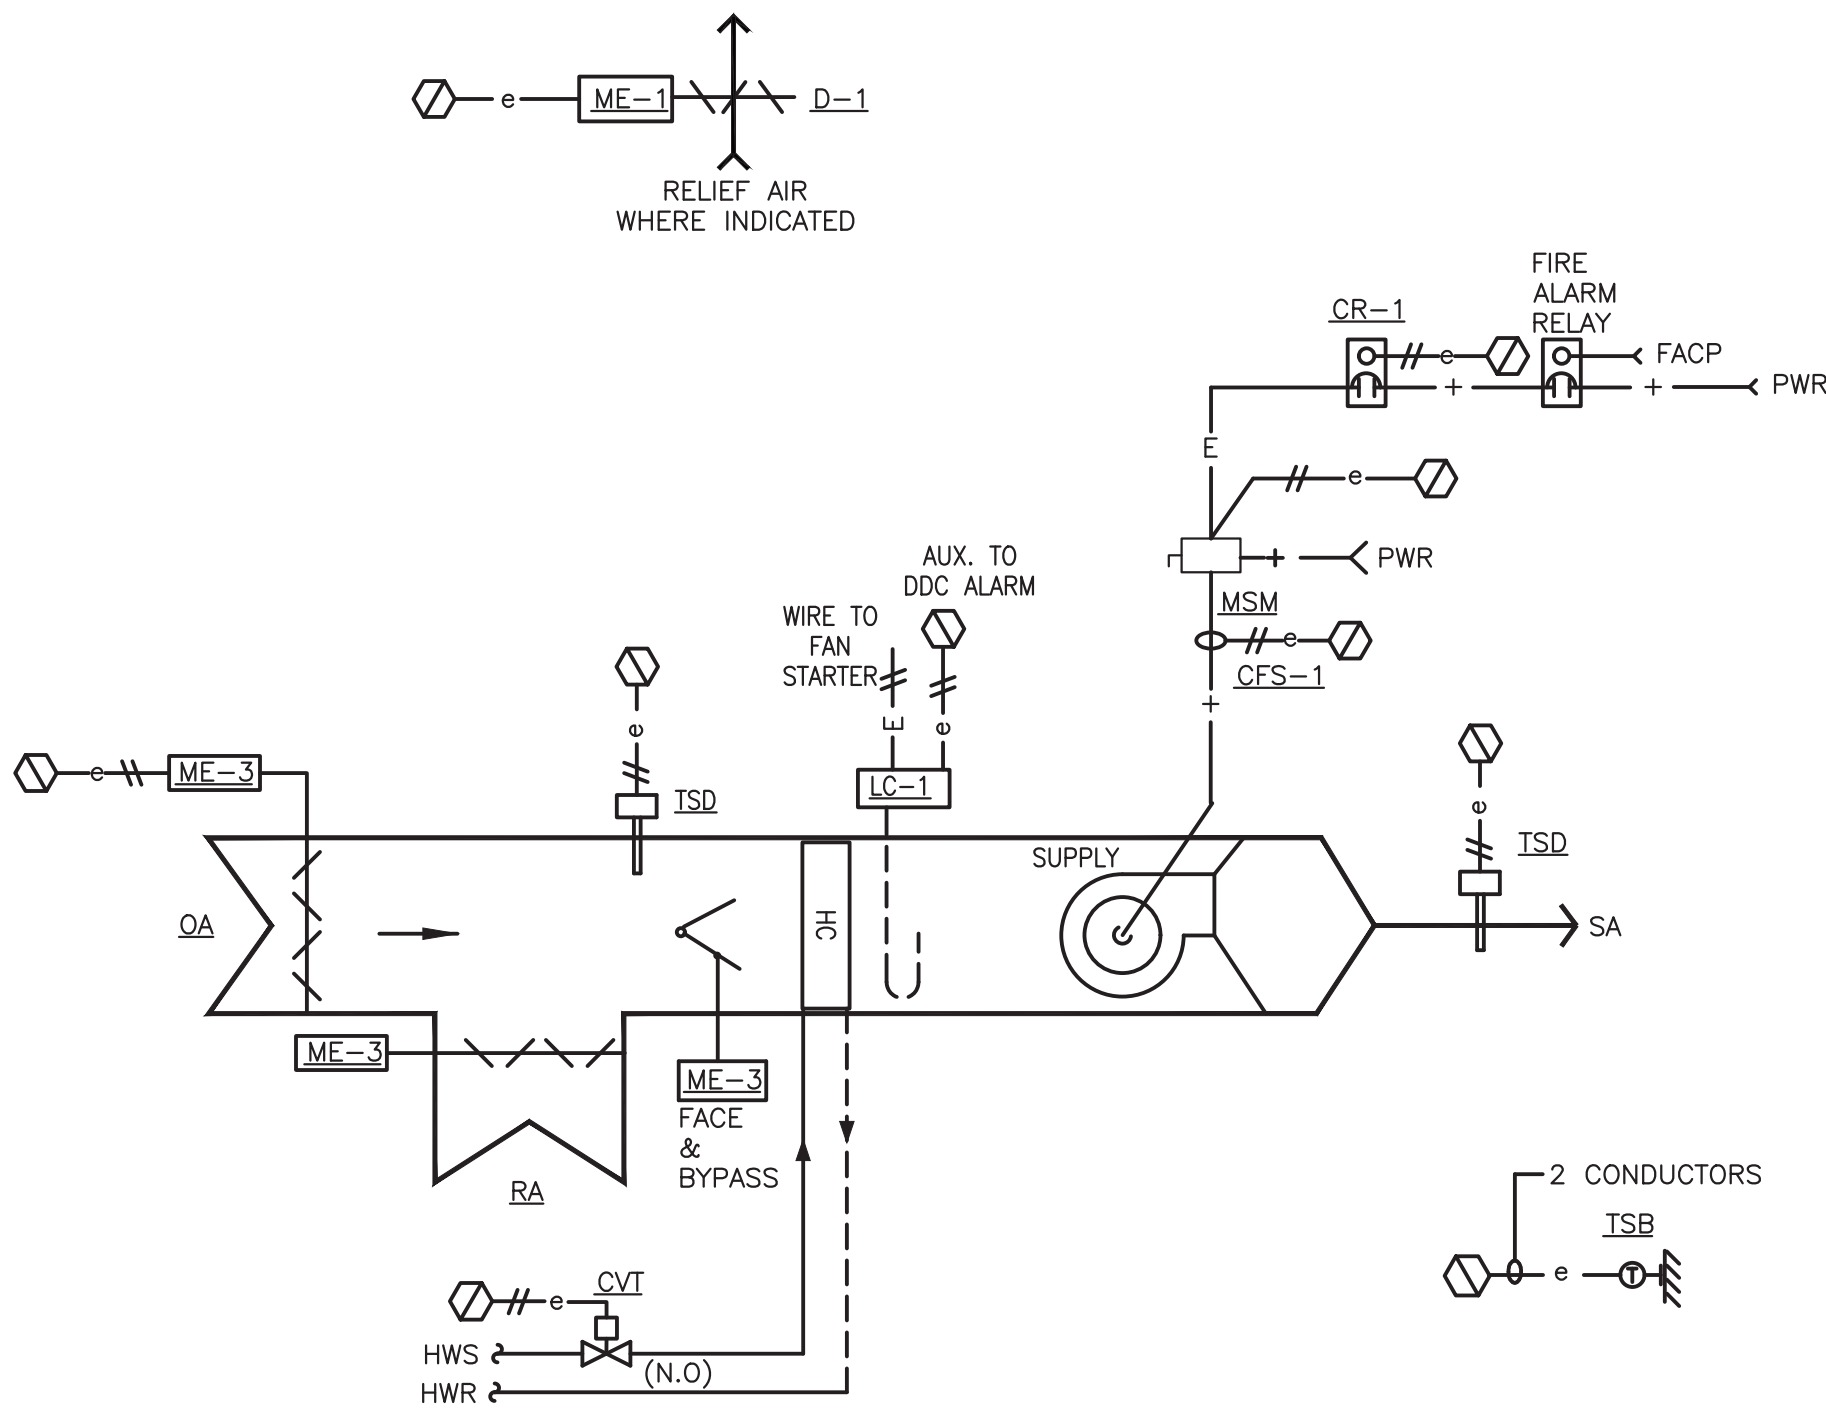 e
ME-1
D-1
RELIEF AIR
WHERE INDICATED
FIRE
ALARM
RELAY
CR-1
e
FACP
+
+
PWR
E
e
+
PWR
MSM
e
CFS-1
+
AUX. TO
DDC ALARM
WIRE TO
FAN
STARTER
E
e
LC-1
e
TSD
e
ME-3
e
TSD
SUPPLY
OA
HC
SA
ME-3
ME-3
FACE
&
BYPASS
RA
2 CONDUCTORS
TSB
e
T
CVT
e
HWS
(N.O)
HWR